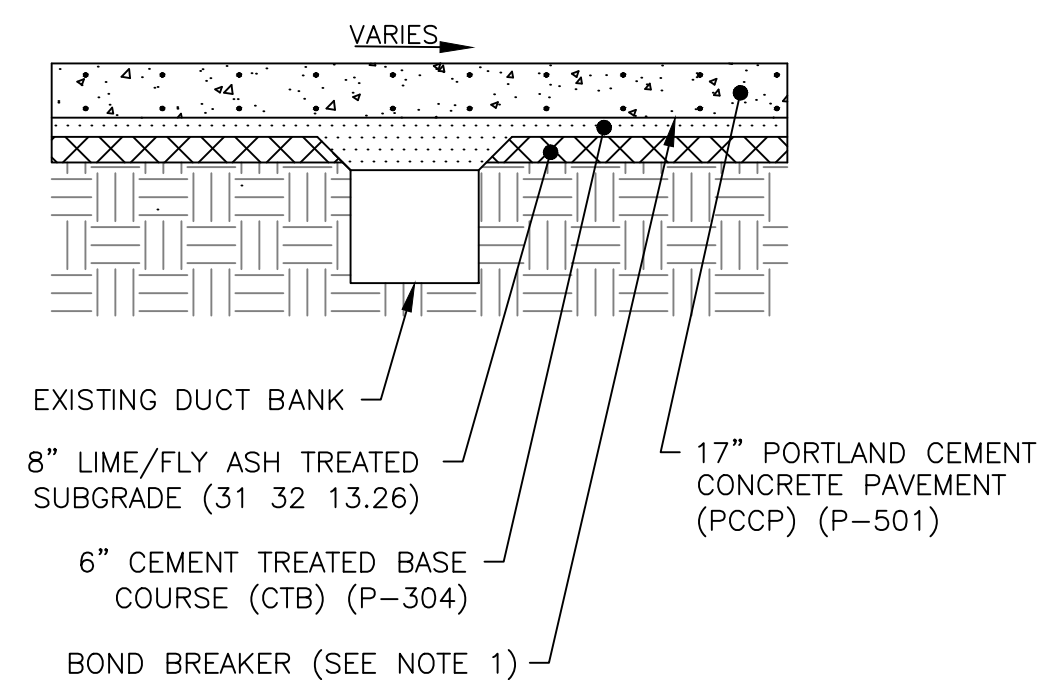 VARIES
EXISTING DUCT BANK
8” LIME/FLY ASH TREATED
SUBGRADE (31 32 13.26)
6” CEMENT TREATED BASE
COURSE (CTB) (P–304)
BOND BREAKER (SEE NOTE 1)
17” PORTLAND CEMENT
CONCRETE PAVEMENT
(PCCP) (P–501)